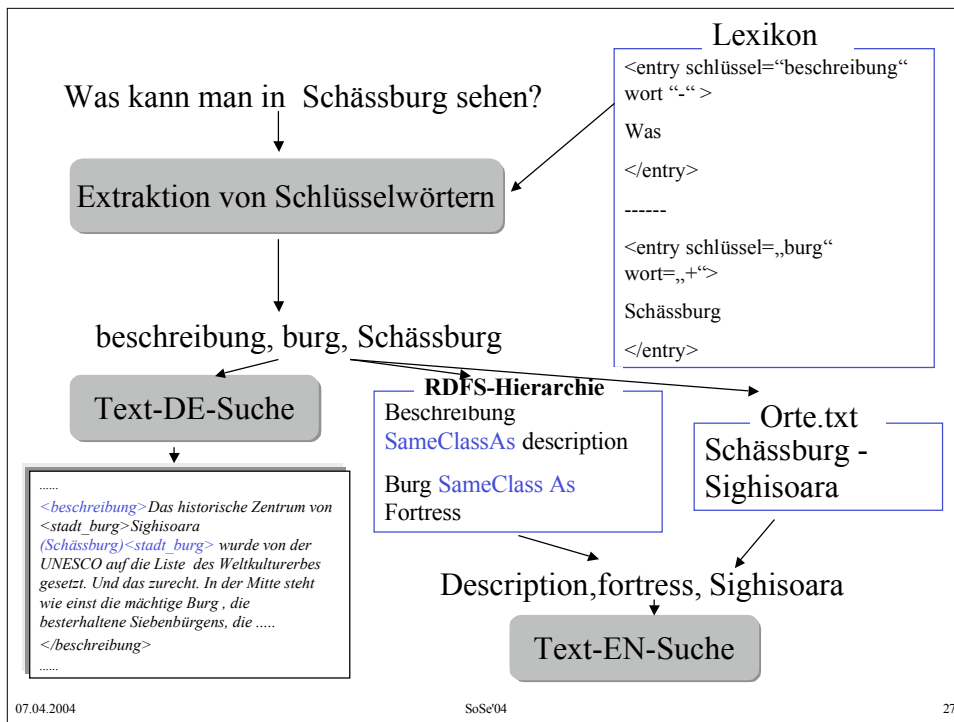 Lexikon
<entry schlüssel=“beschreibung“
wort “-“ >
Was
</entry>
------
<entry schlüssel=„burg“
wort=„+“>
Schässburg
</entry>
Was kann man in Schässburg sehen?
Extraktion von Schlüsselwörtern
beschreibung, burg, Schässburg
Text-DE-Suche
......
<beschreibung>Das historische Zentrum von
<stadt_burg>Sighisoara
(Schässburg)<stadt_burg> wurde von der
UNESCO auf die Liste des Weltkulturerbes
gesetzt. Und das zurecht. In der Mitte steht
wie einst die mächtige Burg , die
besterhaltene Siebenbürgens, die .....
</beschreibung>
......
RDFS-Hierarchie
Beschreibung
SameClassAs description
Burg SameClass As
Fortress
Orte.txt
Schässburg -
Sighisoara
Description,fortress, Sighisoara
Text-EN-Suche
07.04.2004
SoSe'04
27